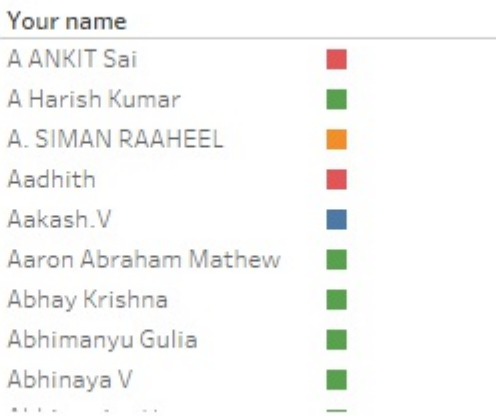 Your name
A ANKIT Sai
A Harish Kumar
A. SIMAN RAAHEEL
Aadhith
Aakash.V
Aaron Abraham Mathew
Abhay Krishna
Abhimanyu Gulia
Abhinaya V